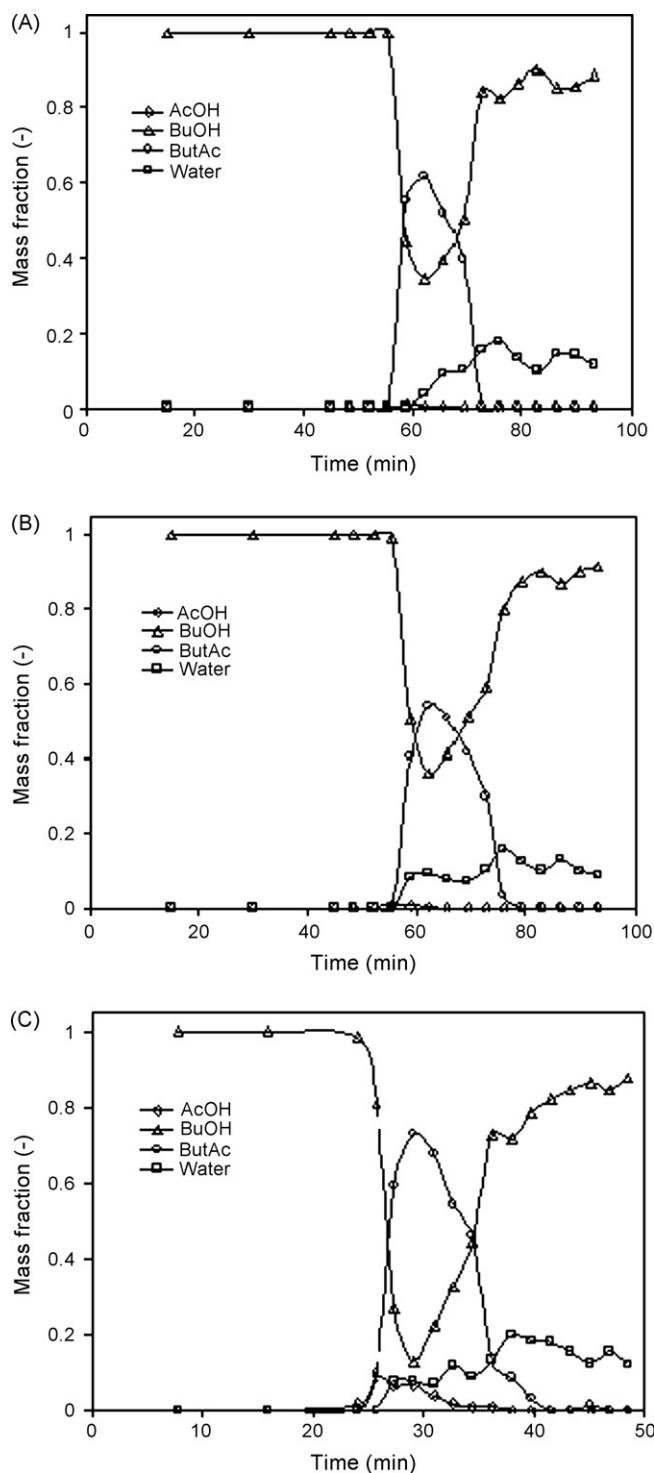 (A)
1
0.8
0.6
0.4
0.2
0
Mass fraction (-)
AcOH
BuOH
ButAc
Water
0 20 40 60 80 100
Time (min)
(B)
1
0.8
0.6
0.4
0.2
0
Mass fraction (-)
AcOH
BuOH
ButAc
Water
0 20 40 60 80 100
Time (min)
(C)
1
0.8
0.6
0.4
0.2
0
Mass fraction (-)
AcOH
BuOH
ButAc
Water
0 20 30 40 50
Time (min)